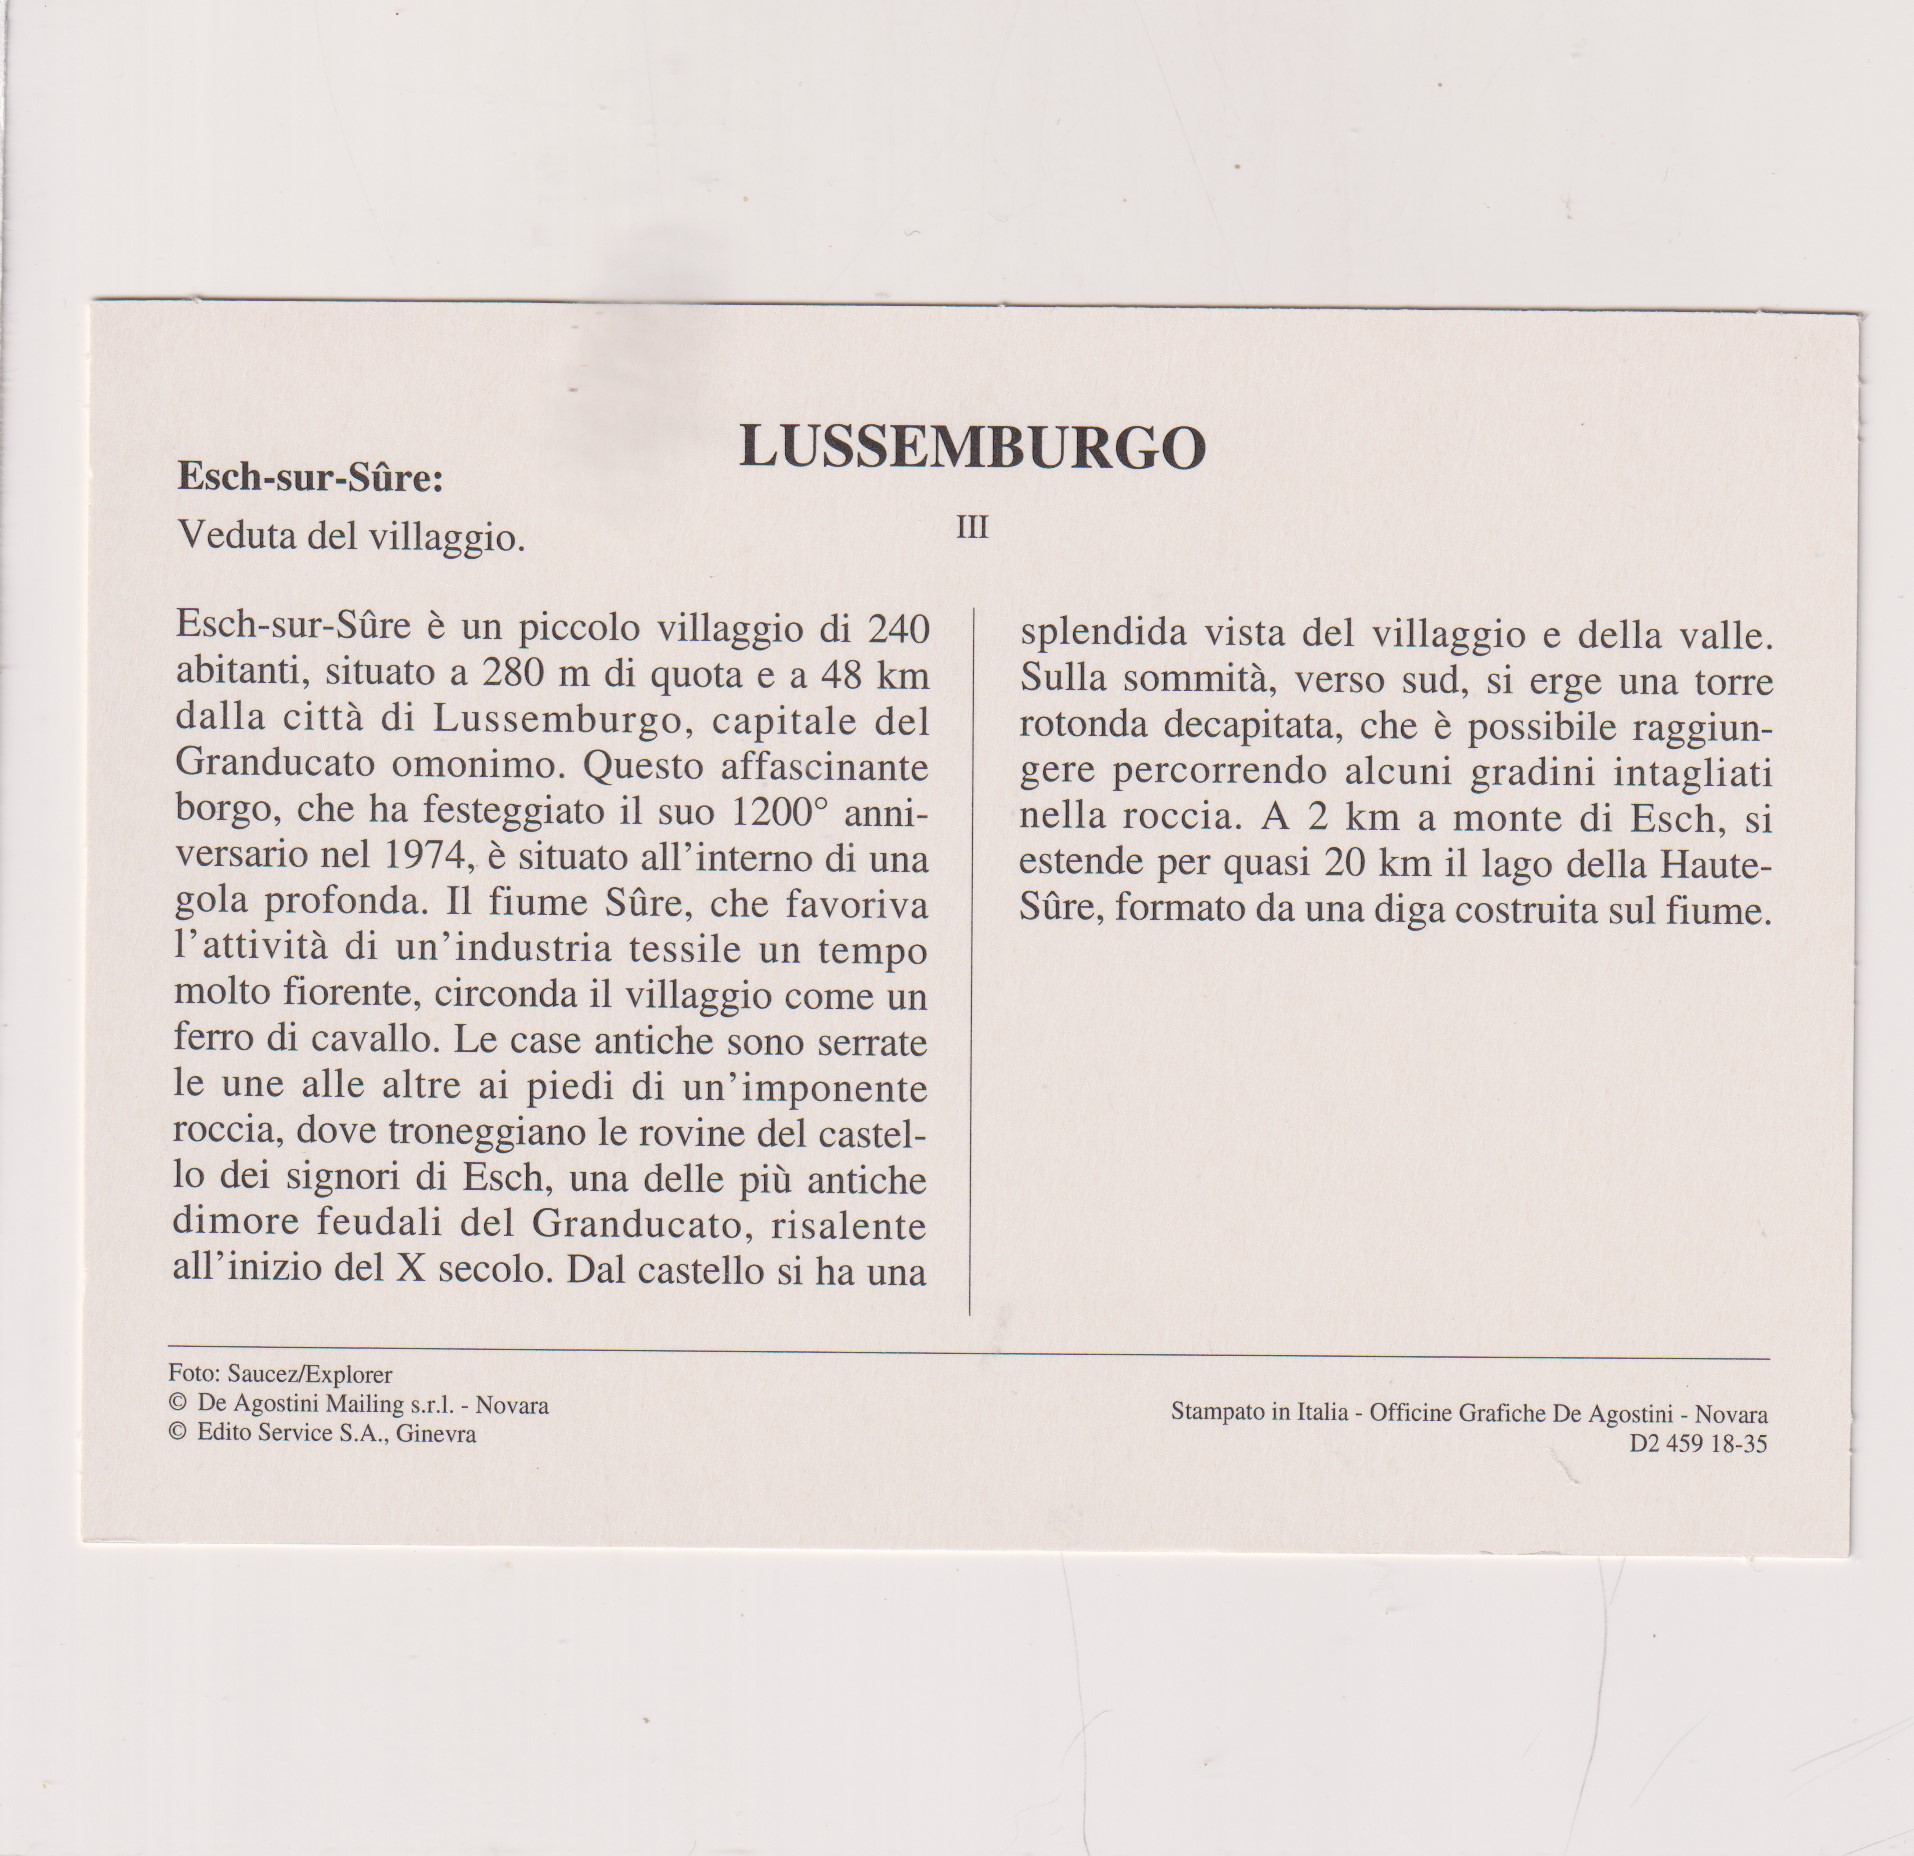 LUSSEMBURGO
III
Esch-sur-Sûre:
Veduta del villaggio.
Esch-sur-Sûre è un piccolo villaggio di 240
abitanti, situato a 280 m di quota e a 48 km
dalla città di Lussemburgo, capitale del
Granducato omonimo. Questo affascinante
borgo, che ha festeggiato il suo 1200° anni-
versario nel 1974, è situato all'interno di una
gola profonda. Il fiume Sûre, che favoriva
l'attività di un'industria tessile un tempo
molto fiorente, circonda il villaggio come un
ferro di cavallo. Le case antiche sono serrate
le une alle altre ai piedi di un'imponente
roccia, dove troneggiano le rovine del castel-
lo dei signori di Esch, una delle più antiche
dimore feudali del Granducato, risalente
all'inizio del X secolo. Dal castello si ha una
splendida vista del villaggio e della valle.
Sulla sommità, verso sud, si erge una torre
rotonda decapitata, che è possibile raggiun-
gere percorrendo alcuni gradini intagliati
nella roccia. A 2 km a monte di Esch, si
estende per quasi 20 km il lago della Haute-
Sûre, formato da una diga costruita sul fiume.
Foto: Saucez/Explorer
© De Agostini Mailing s.r.l. - Novara
© Edito Service S.A., Ginevra
Stampato in Italia - Officine Grafiche De Agostini - Novara
D2 459 18-35